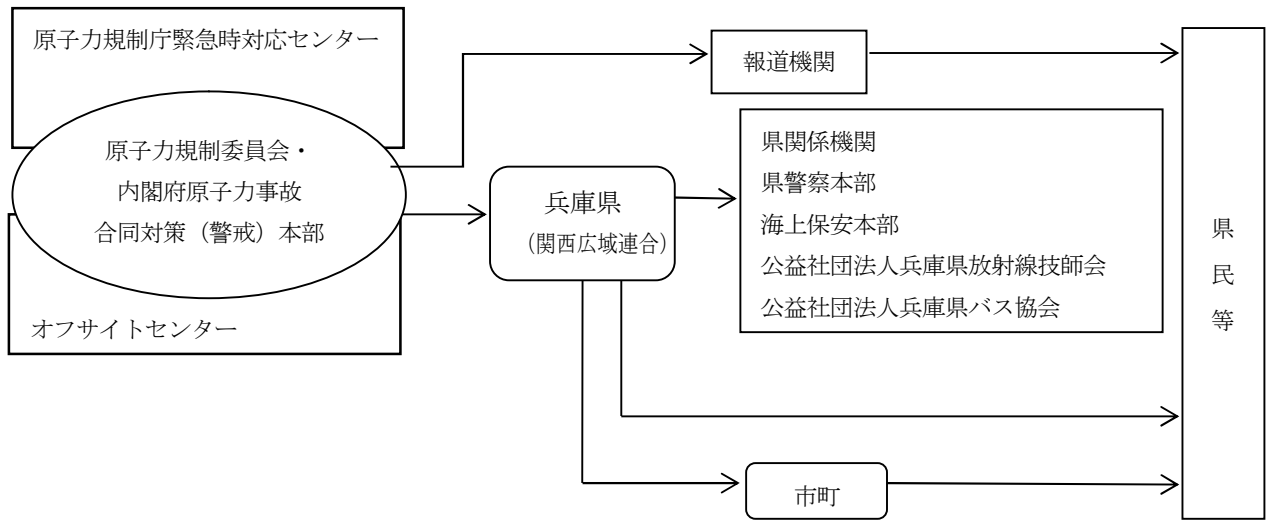 原子力規制庁緊急時対応センター
原子力規制委員会・
内閣府原子力事故
合同対策（警戒）本部
オフサイトセンター
兵庫県
（関西広域連合）
報道機関
県関係機関
県警察本部
海上保安本部
公益社団法人兵庫県放射線技師会
公益社団法人兵庫県バス協会
市町
県民等